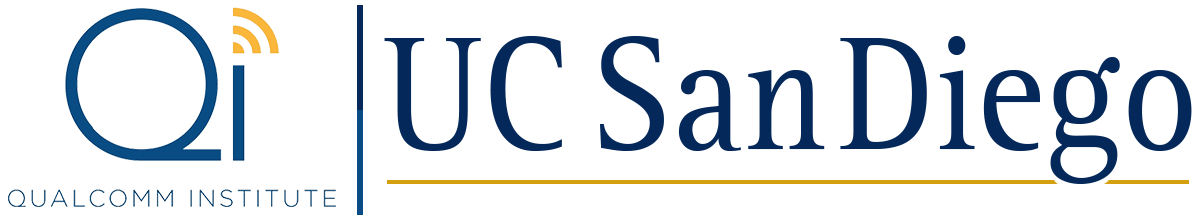 Qi
QUALCOMM INSTITUTE
UC San Diego